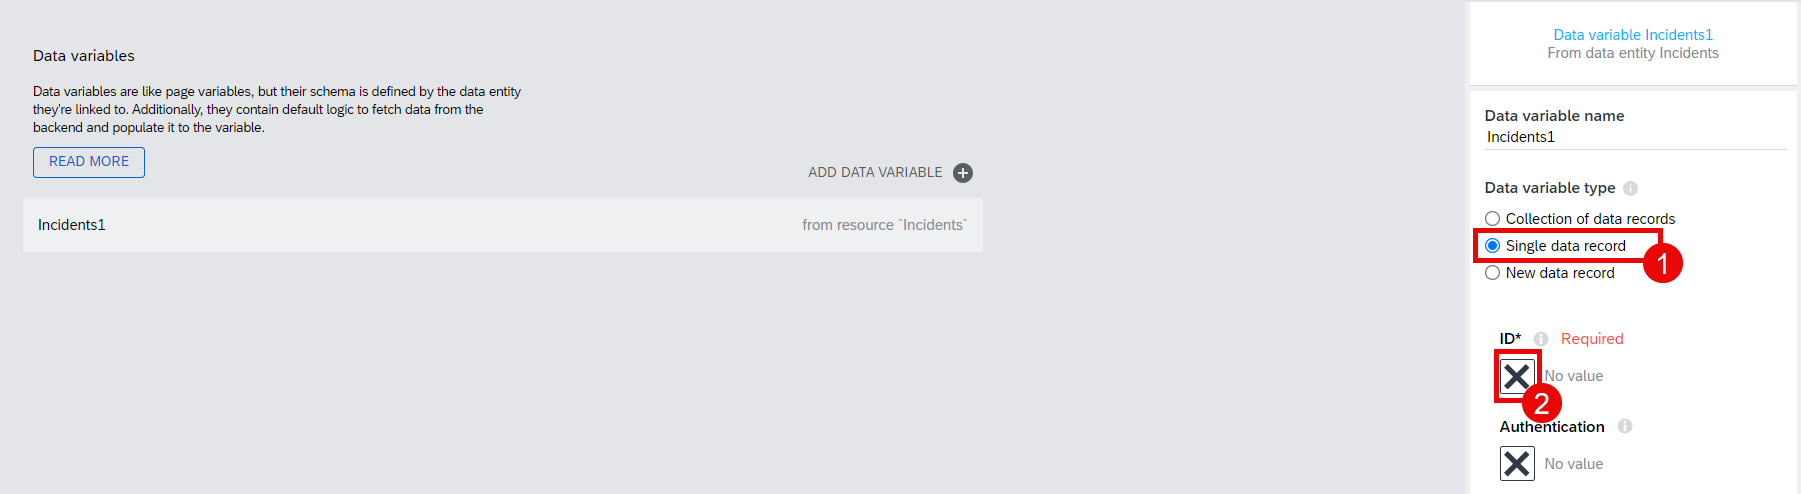 Data variables
Data variables are like page variables, but their schema is defined by the data entity
they're linked to. Additionally, they contain default logic to fetch data from the
backend and populate it to the variable.
READ MORE
ADD DATA VARIABLE
Incidents1
from resource `Incidents`
Data variable Incidents1
From data entity Incidents
Data variable name
Incidents1
Data variable type
Collection of data records
Single data record
1
New data record
ID* Required
No value
2
Authentication
No value